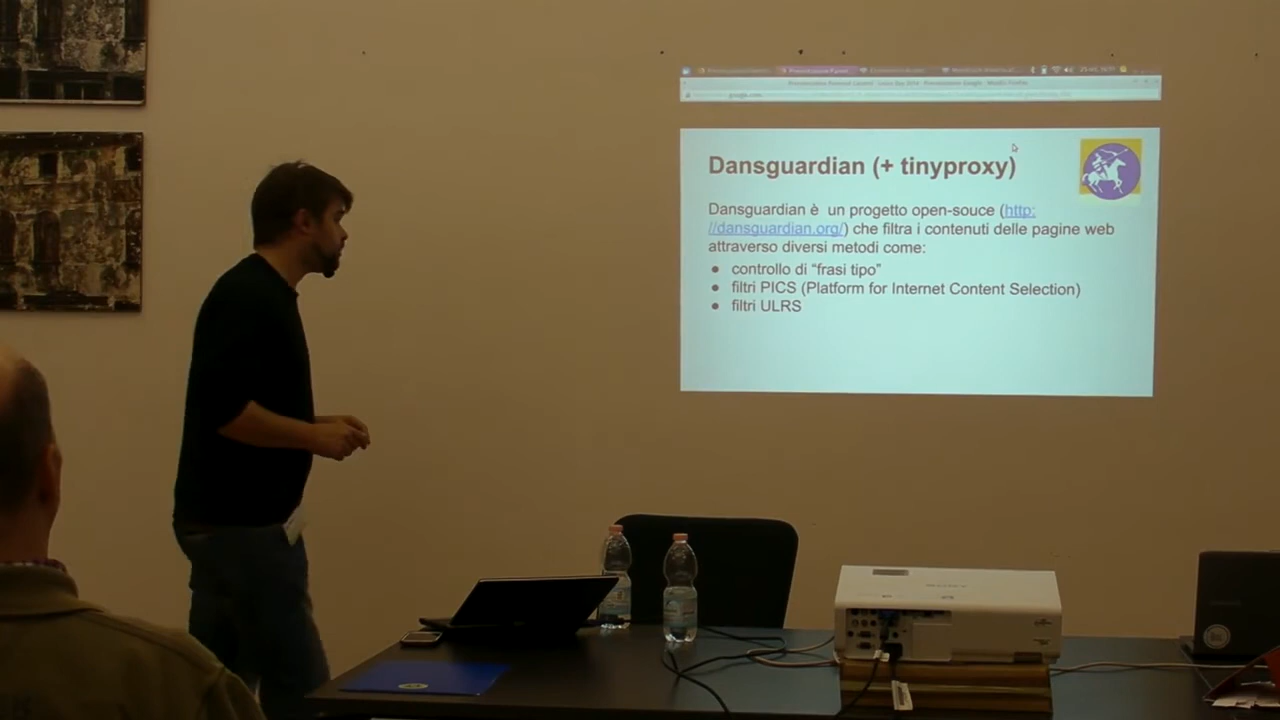 Dansguardian (+ tinyproxy)
Dansguardian è un progetto open-souce (http:
//dansguardian.org/) che filtra i contenuti delle pagine web
attraverso diversi metodi come:
● controllo di “frasi tipo”
● filtri PICS (Platform for Internet Content Selection)
● filtri ULRS